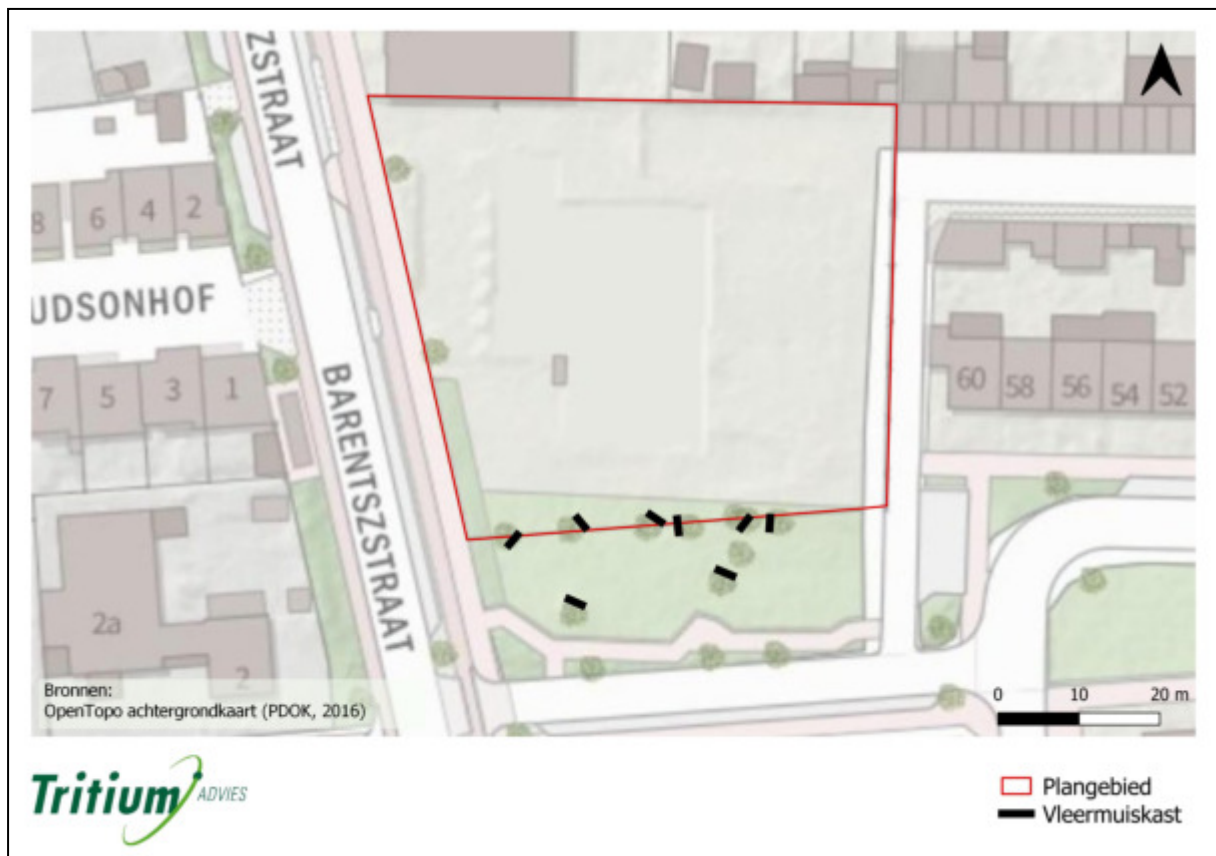 ZSTRAAT
8
6
4
2
UDSONHOF
7
5
3
1
BARENTSZSTRAAT
60
58
56
54
52
2a
2
Bronnen:
OpenTopo achtergrondkaart (PDOK, 2016)
0 10 20 m
Tritium ADVIES
Plangebied
Vleermuiskast